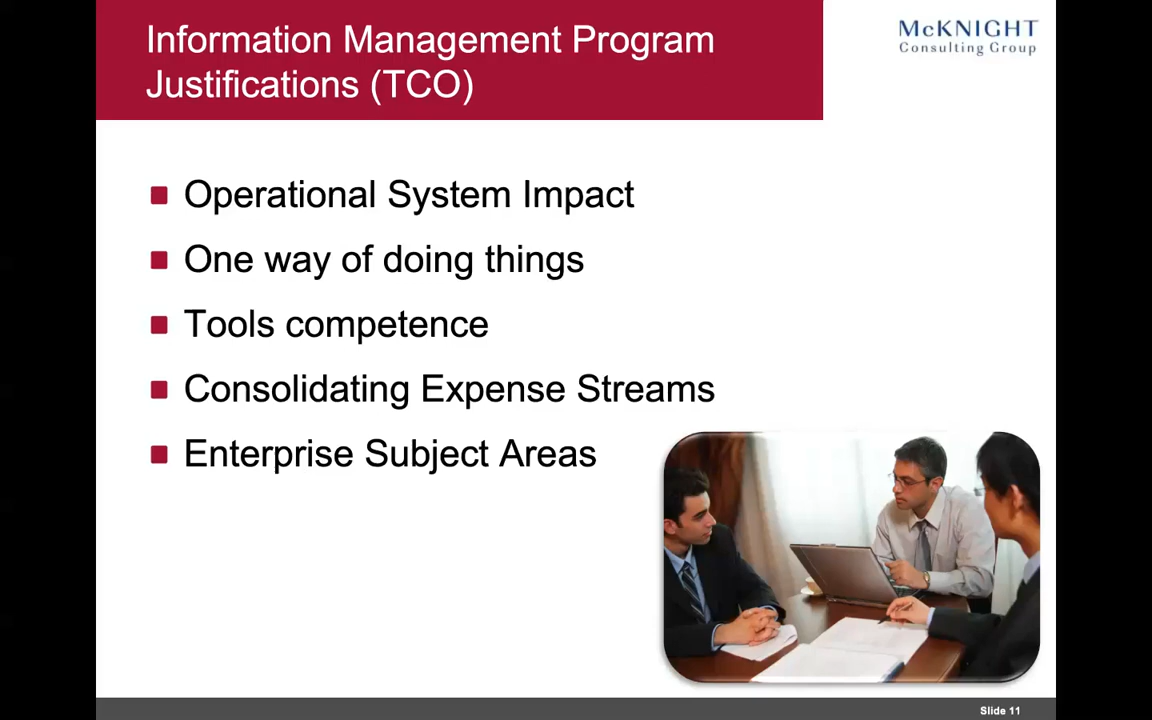 Information Management Program
Justifications (TCO)
McKNIGHT
Consulting Group
Operational System Impact
One way of doing things
Tools competence
Consolidating Expense Streams
Enterprise Subject Areas
Slide 11